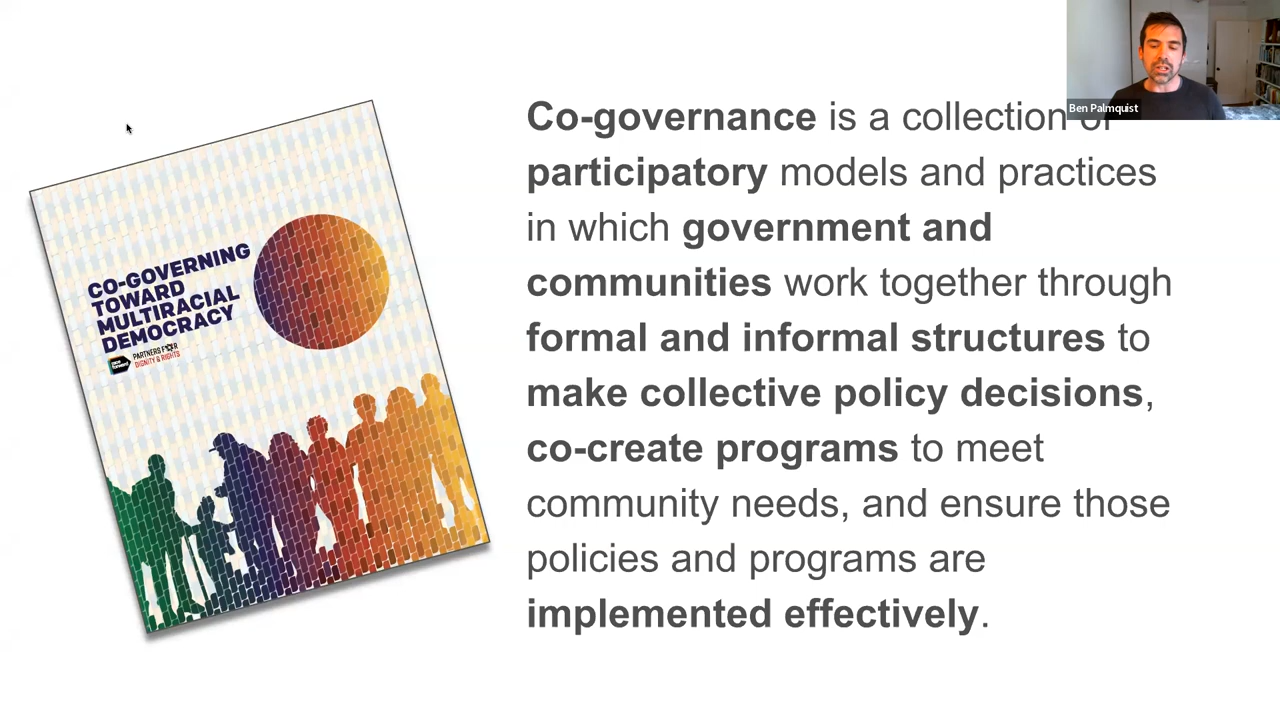 Ben Palmquist
Co-governance is a collection of
participatory models and practices
in which government and
communities work together through
formal and informal structures to
make collective policy decisions,
co-create programs to meet
community needs, and ensure those
policies and programs are
implemented effectively.
CO-GOVERNING
TOWARD
MULTIRACIAL
DEMOCRACY
PARTNERS FOR
DIGNITY & RIGHTS